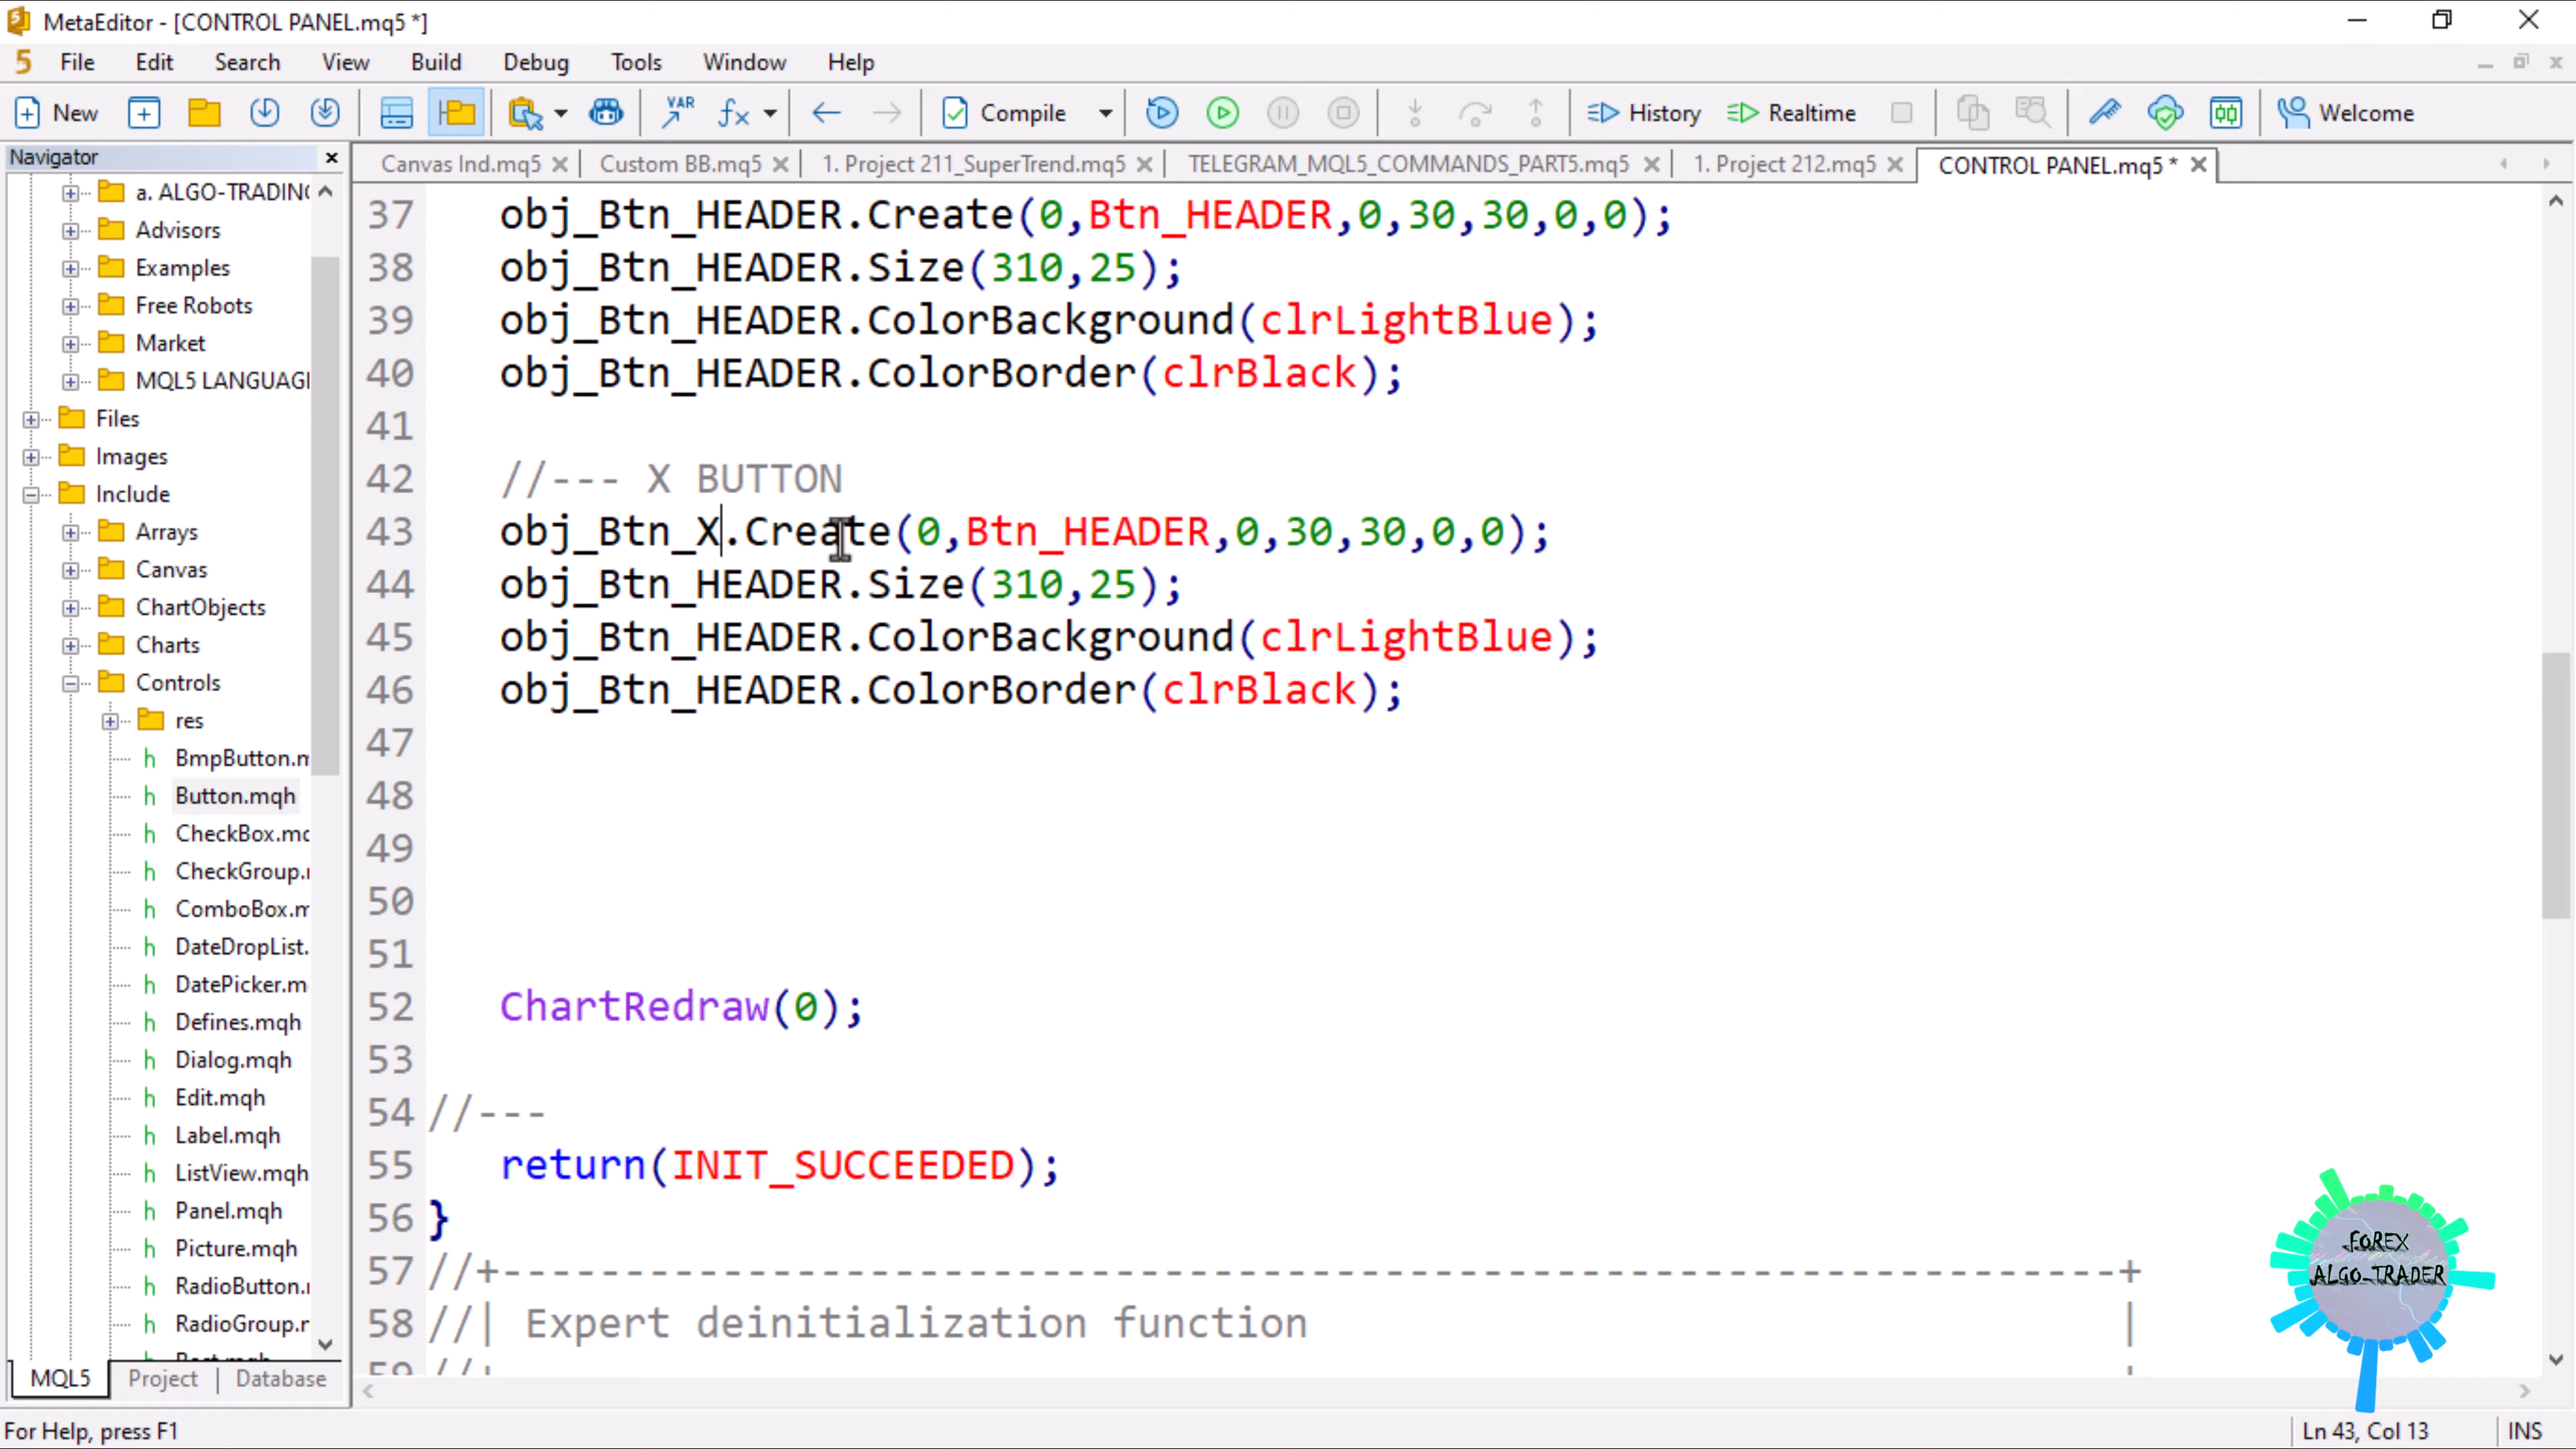 MetaEditor - [CONTROL PANEL.mq5 *]
5 File Edit Search View Build Debug Tools Window Help
New VAR fx Compile History Realtime Welcome
Navigator
Canvas Ind.mq5 Custom BB.mq5 1. Project 211_SuperTrend.mq5 TELEGRAM_MQL5_COMMANDS_PART5.mq5 1. Project 212.mq5 CONTROL PANEL.mq5 *
a. ALGO-TRADING
Advisors
Examples
Free Robots
Market
MQL5 LANGUAGI
Files
Images
Include
Arrays
Canvas
ChartObjects
Charts
Controls
res
h BmpButton.m
h Button.mqh
h CheckBox.mq
h CheckGroup.
h ComboBox.m
h DateDropList.
h DatePicker.m
h Defines.mqh
h Dialog.mqh
h Edit.mqh
h Label.mqh
h ListView.mqh
h Panel.mqh
h Picture.mqh
h RadioButton.
h RadioGroup.
MQL5 Project Database
37 obj_Btn_HEADER.Create(0,Btn_HEADER,0,30,30,0,0);
38 obj_Btn_HEADER.Size(310,25);
39 obj_Btn_HEADER.ColorBackground(clrLightBlue);
40 obj_Btn_HEADER.ColorBorder(clrBlack);
41
42 //--- X BUTTON
43 obj_Btn_X.Create(0,Btn_HEADER,0,30,30,0,0);
44 obj_Btn_HEADER.Size(310,25);
45 obj_Btn_HEADER.ColorBackground(clrLightBlue);
46 obj_Btn_HEADER.ColorBorder(clrBlack);
47
48
49
50
51
52 ChartRedraw(0);
53
54 //---
55 return(INIT_SUCCEEDED);
56 }
57 //+------------------------------------------------------------------+
58 //| Expert deinitialization function |
FOREX
ALGO-TRADER
For Help, press F1
Ln 43, Col 13 INS